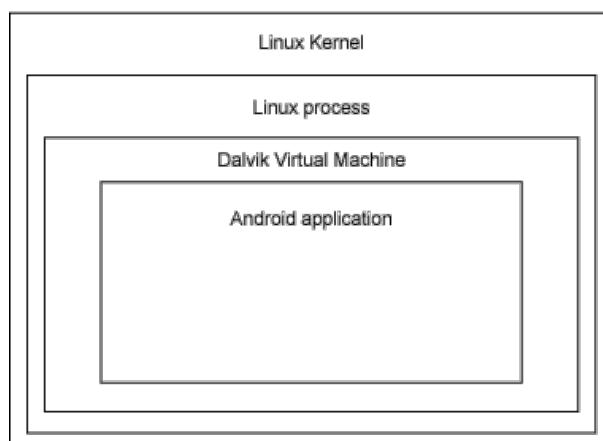 Linux Kernel
Linux process
Dalvik Virtual Machine
Android application